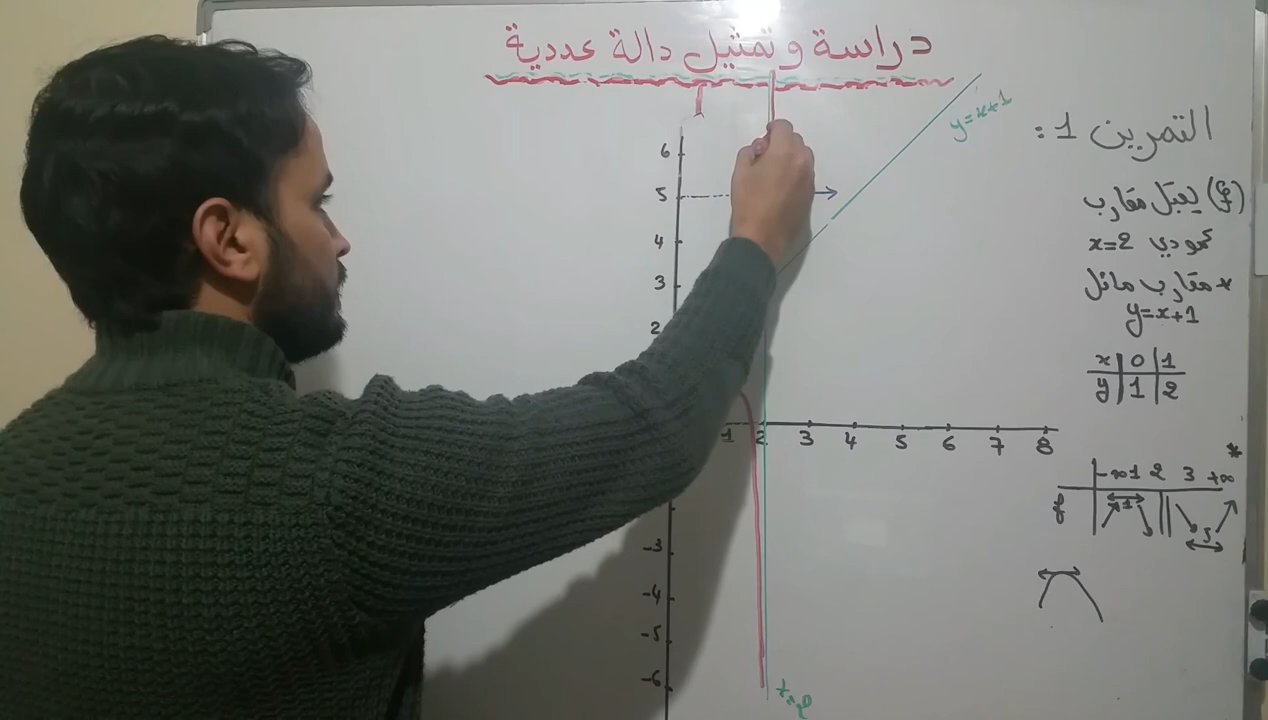 دراسة وتمثيل دالة عددية
التمرين 1 :
(ɸ) يقبل مقارب
عمودي x=2
* مقارب مائل
y=x+1
x | 0 | 1
y | 1 | 2
*
-∞ 1 2 3 +∞
f 1 5
y=x+1
6
5
4
3
2
1 2 3 4 5 6 7 8
-3
-4
-5
-6